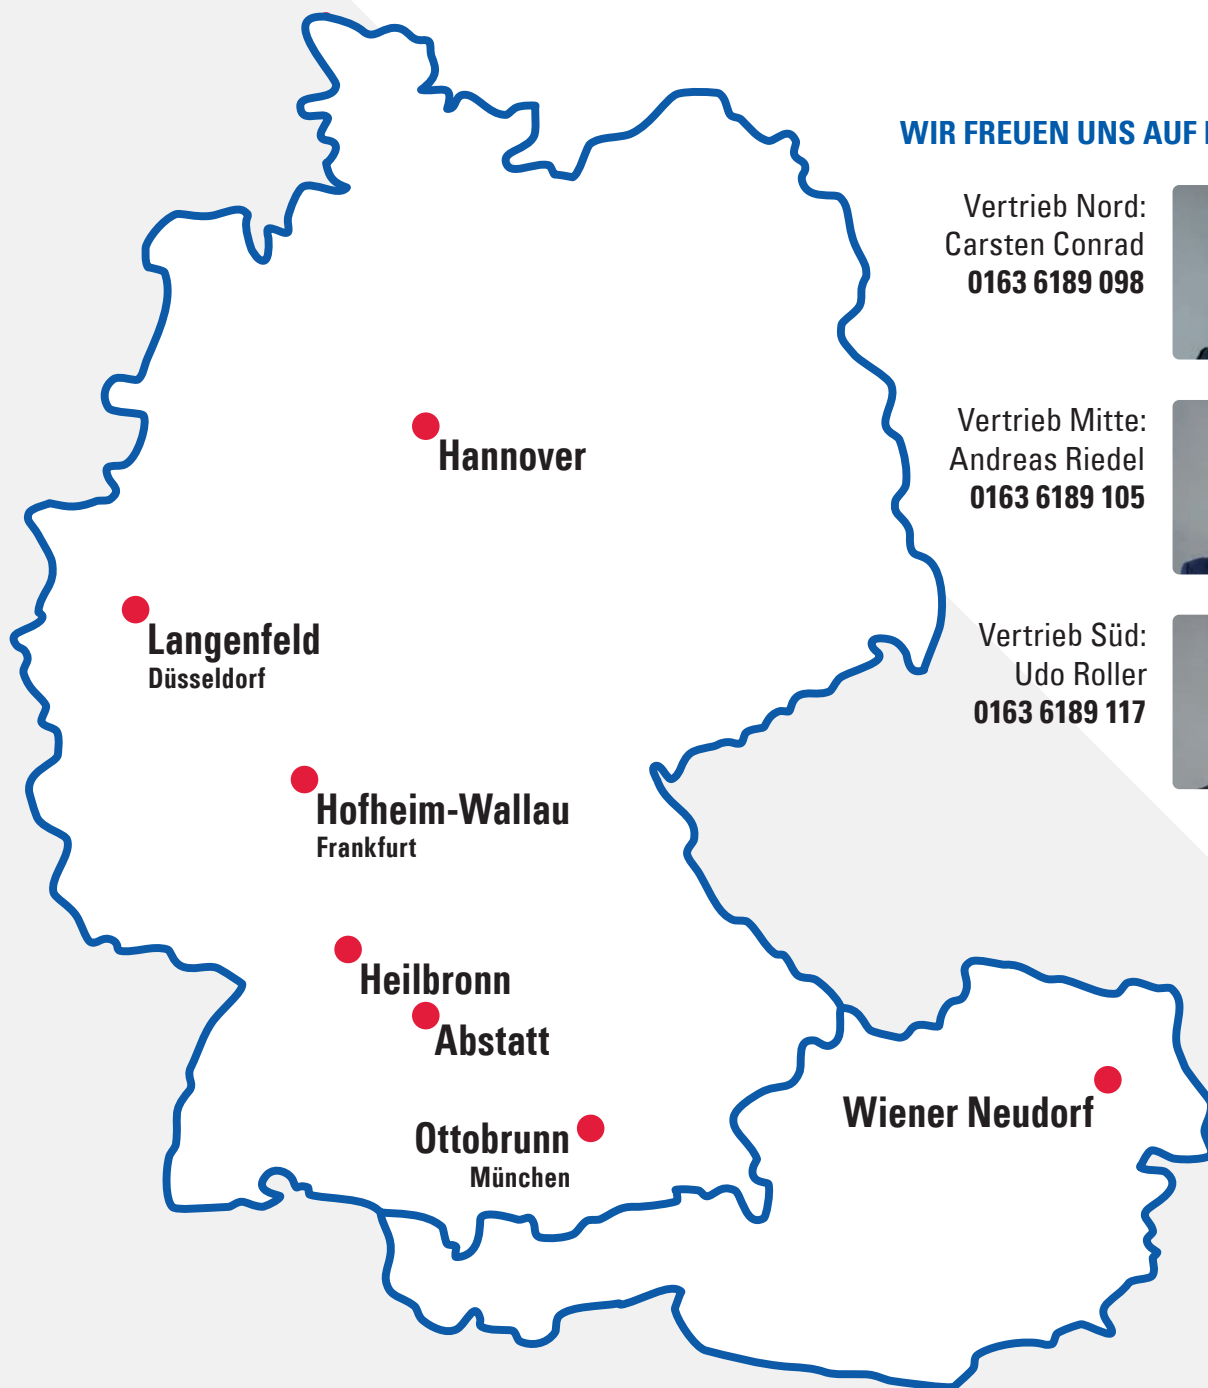 WIR FREUEN UNS AUF
Vertrieb Nord:
Carsten Conrad
0163 6189 098
Vertrieb Mitte:
Andreas Riedel
0163 6189 105
Vertrieb Süd:
Udo Roller
0163 6189 117
Hannover
Langenfeld
Düsseldorf
Hofheim-Wallau
Frankfurt
Heilbronn
Abstatt
Ottobrunn
München
Wiener Neudorf